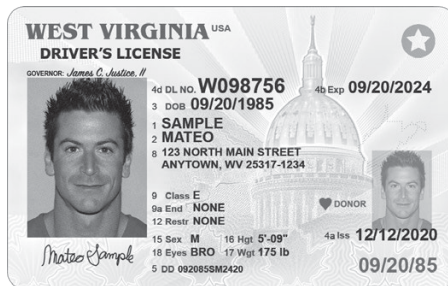 WEST VIRGINIA USA
DRIVER'S LICENSE
GOVERNOR: James C. Justice, II
4d DL NO. W098756 4b Exp 09/20/2024
3 DOB 09/20/1985
1 SAMPLE
2 MATEO
8 123 NORTH MAIN STREET
ANYTOWN, WV 25317-1234
9 Class E
9a End NONE
12 Restr NONE
DONOR
15 Sex M 16 Hgt 5'-09"
4a Iss 12/12/2020
18 Eyes BRO 17 Wgt 175 lb
5 DD 092085SM2420
09/20/85
Mateo Sample